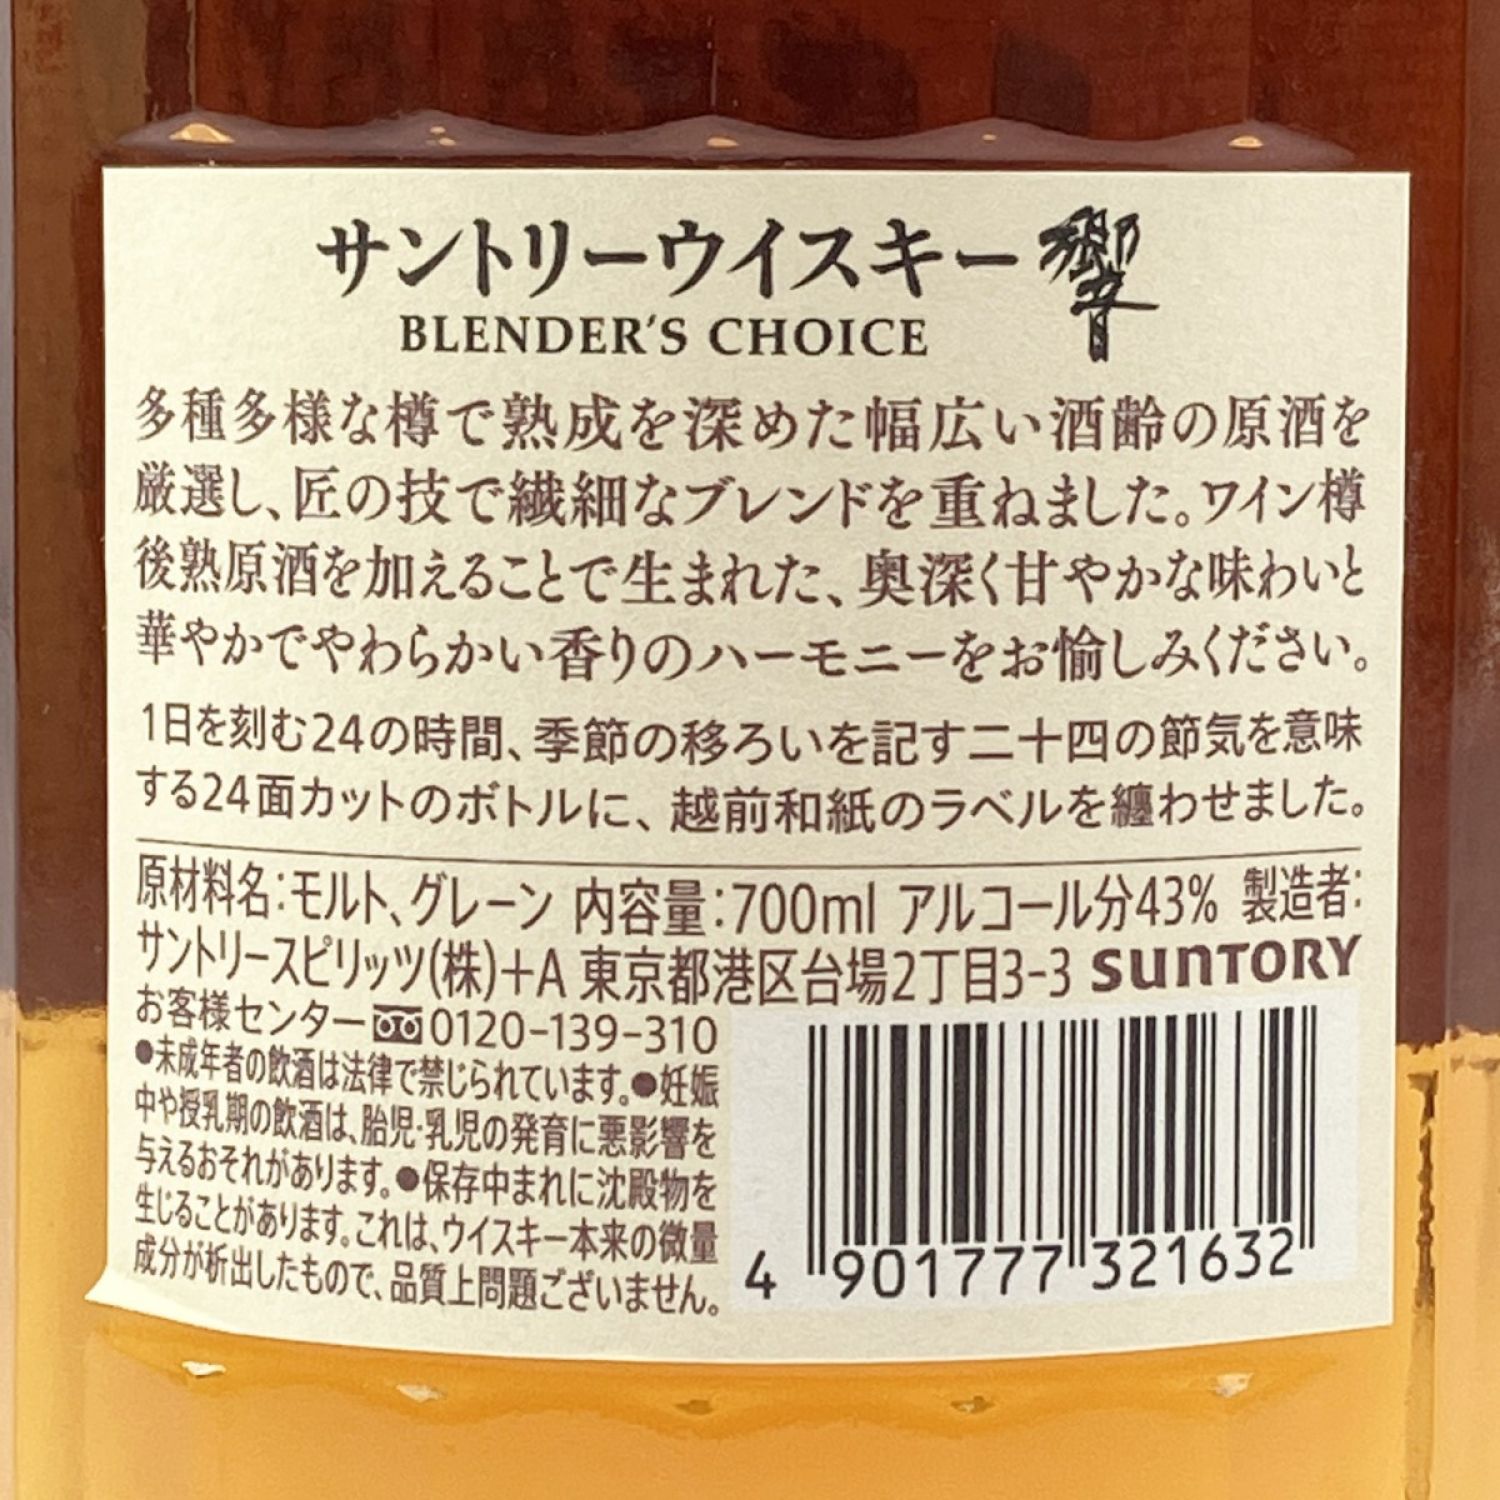 サントリーウイスキー 響
BLENDER'S CHOICE
多種多様な樽で熟成を深めた幅広い酒齢の原酒を
厳選し、匠の技で繊細なブレンドを重ねました。ワイン樽
後熟原酒を加えることで生まれた、奥深く甘やかな味わいと
華やかでやわらかい香りのハーモニーをお愉しみください。
1日を刻む24の時間、季節の移ろいを記す二十四の節気を意味
する24面カットのボトルに、越前和紙のラベルを纏わせました。
原材料名:モルト、グレーン 内容量:700ml アルコール分43% 製造者:
サントリースピリッツ(株)+A 東京都港区台場2丁目3-3 SUNTORY
お客様センター 0120-139-310
●未成年者の飲酒は法律で禁じられています。●妊娠
中や授乳期の飲酒は、胎児・乳児の発育に悪影響を
与えるおそれがあります。●保存中まれに沈殿物を
生じることがあります。これは、ウイスキー本来の微量
成分が析出したもので、品質上問題ございません。
4 901777 321632